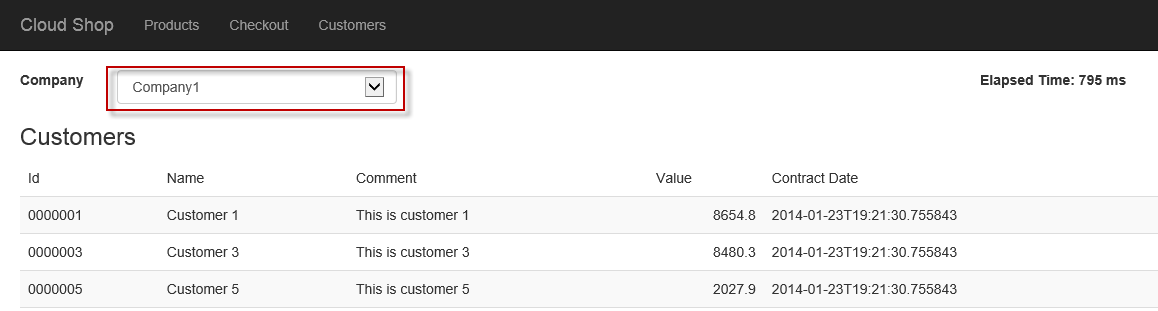 Cloud Shop Products Checkout Customers
Company Company1 Elapsed Time: 795 ms
Customers
Id Name Comment Value Contract Date
0000001 Customer 1 This is customer 1 8654.8 2014-01-23T19:21:30.755843
0000003 Customer 3 This is customer 3 8480.3 2014-01-23T19:21:30.755843
0000005 Customer 5 This is customer 5 2027.9 2014-01-23T19:21:30.755843